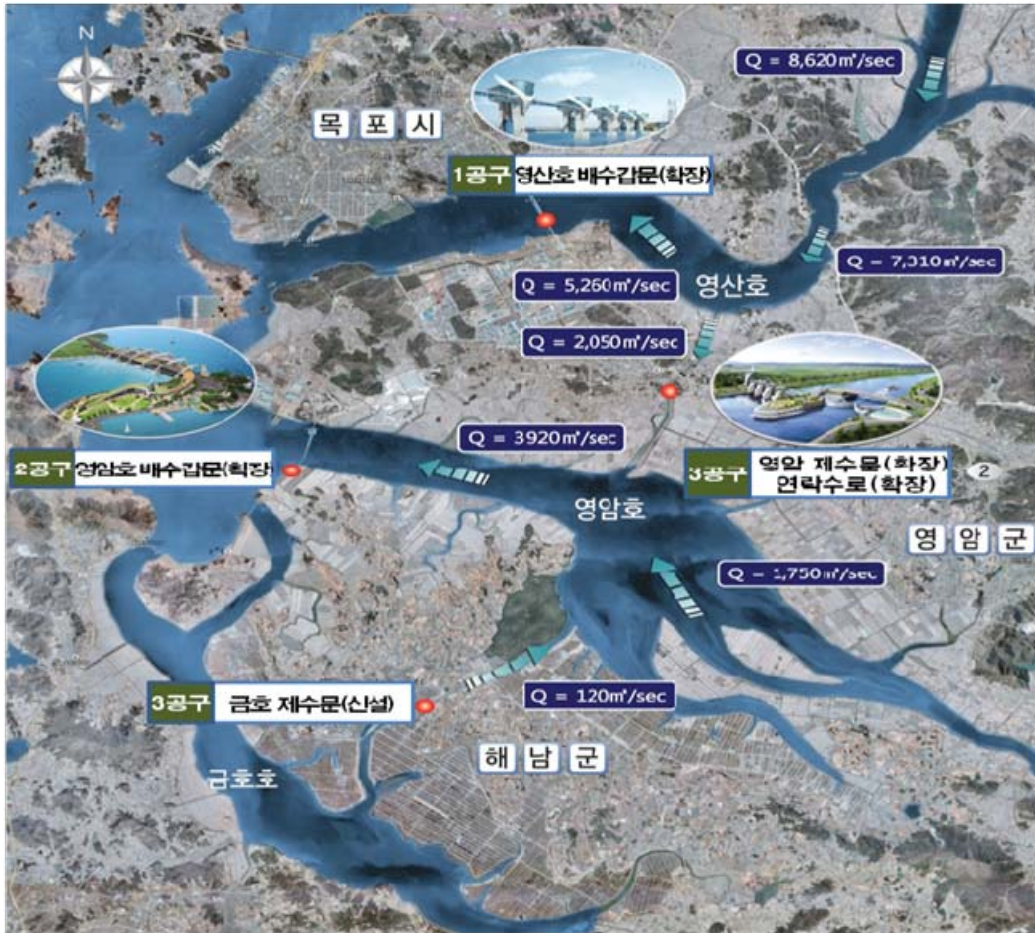 N
Q = 8,620㎥/sec
목포시
1공구 영산호 배수갑문(확장)
Q = 7,310㎥/sec
Q = 5,260㎥/sec
영산호
Q = 2,050㎥/sec
Q = 3920㎥/sec
2공구 영암호 배수갑문(확장)
3공구 영암 제수문(확장)
연락수로(확장)
2
영암호
영암군
Q = 1,750㎥/sec
3공구 금호 제수문(신설)
Q = 120㎥/sec
해남군
금호호